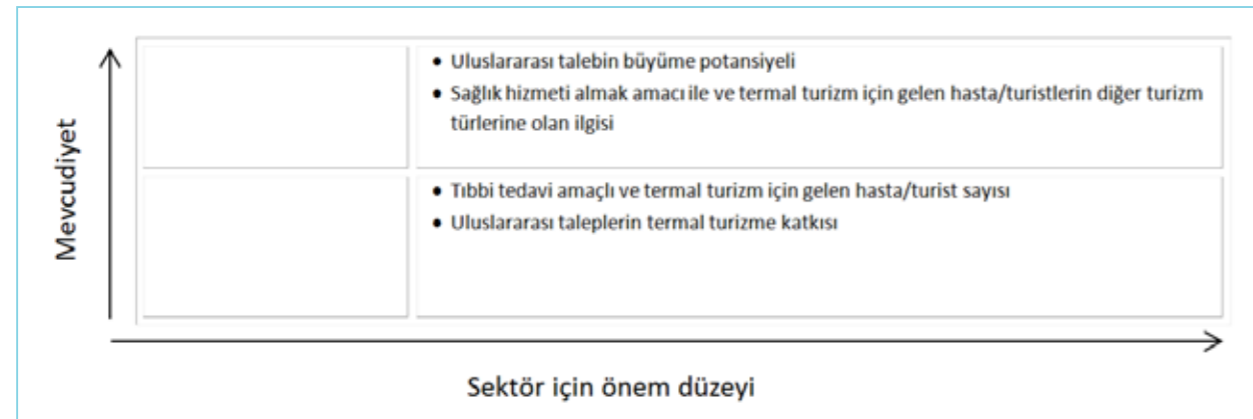 Mevcudiyet
• Uluslararası talebin büyüme potansiyeli
• Sağlık hizmeti almak amacı ile ve termal turizm için gelen hasta/turistlerin diğer turizm
türlerine olan ilgisi
• Tıbbi tedavi amaçlı ve termal turizm için gelen hasta/turist sayısı
• Uluslararası taleplerin termal turizme katkısı
Sektör için önem düzeyi